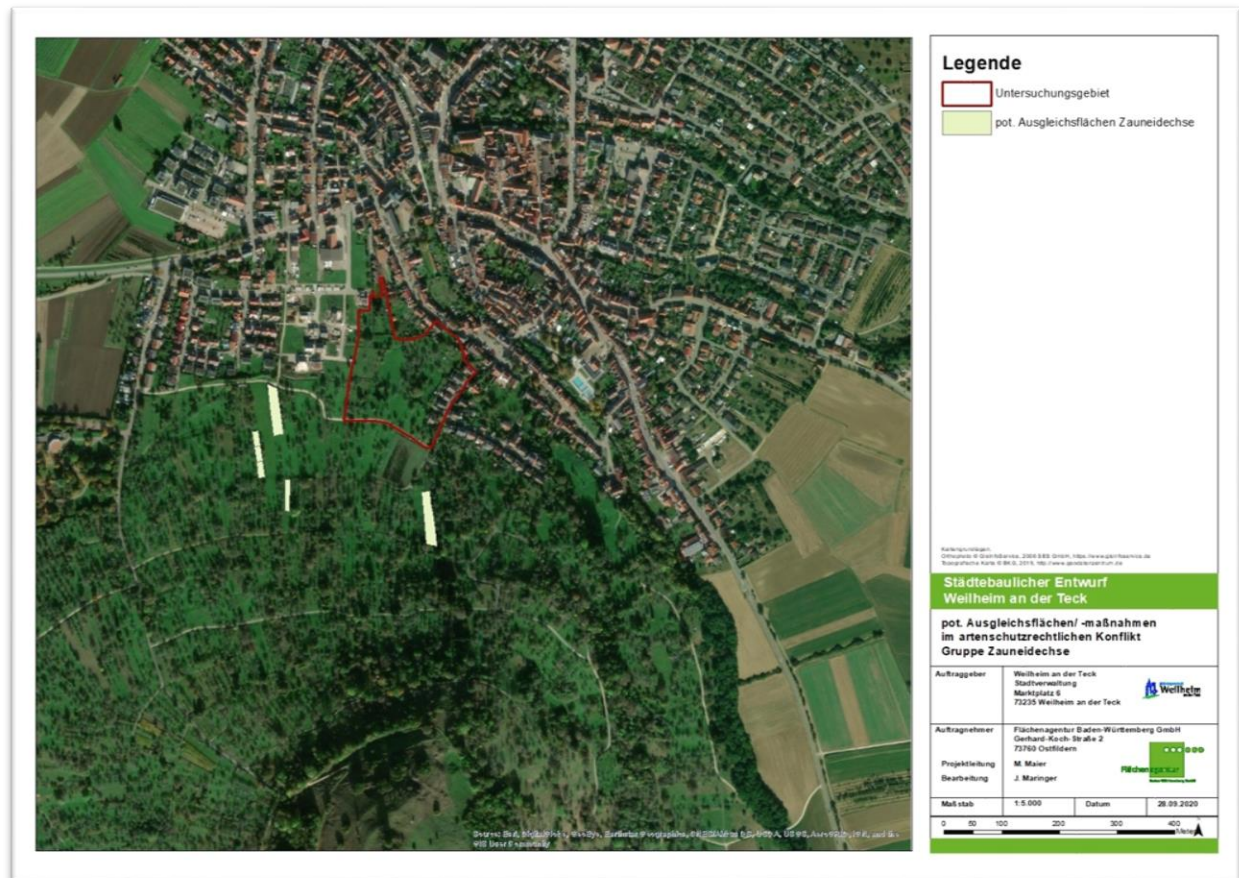 Legende
Untersuchungsgebiet
pot. Ausgleichsflächen Zauneidechse
Kartengrundlagen:
Städtebaulicher Entwurf
Weilheim an der Teck
pot. Ausgleichsflächen/ -maßnahmen
im artenschutzrechtlichen Konflikt
Gruppe Zauneidechse
Auftraggeber
Weilheim an der Teck
Stadtverwaltung
Marktplatz 6
73235 Weilheim an der Teck
Weilheim
Auftragnehmer
Flächenagentur Baden-Württemberg GmbH
Gerhard-Koch-Straße 2
73760 Ostfildern
Flächenagentur
Projektleitung M. Maier
Bearbeitung J. Maringer
Maßstab 1:5.000 Datum 28.09.2020
0 50 100 200 300 400
Meter